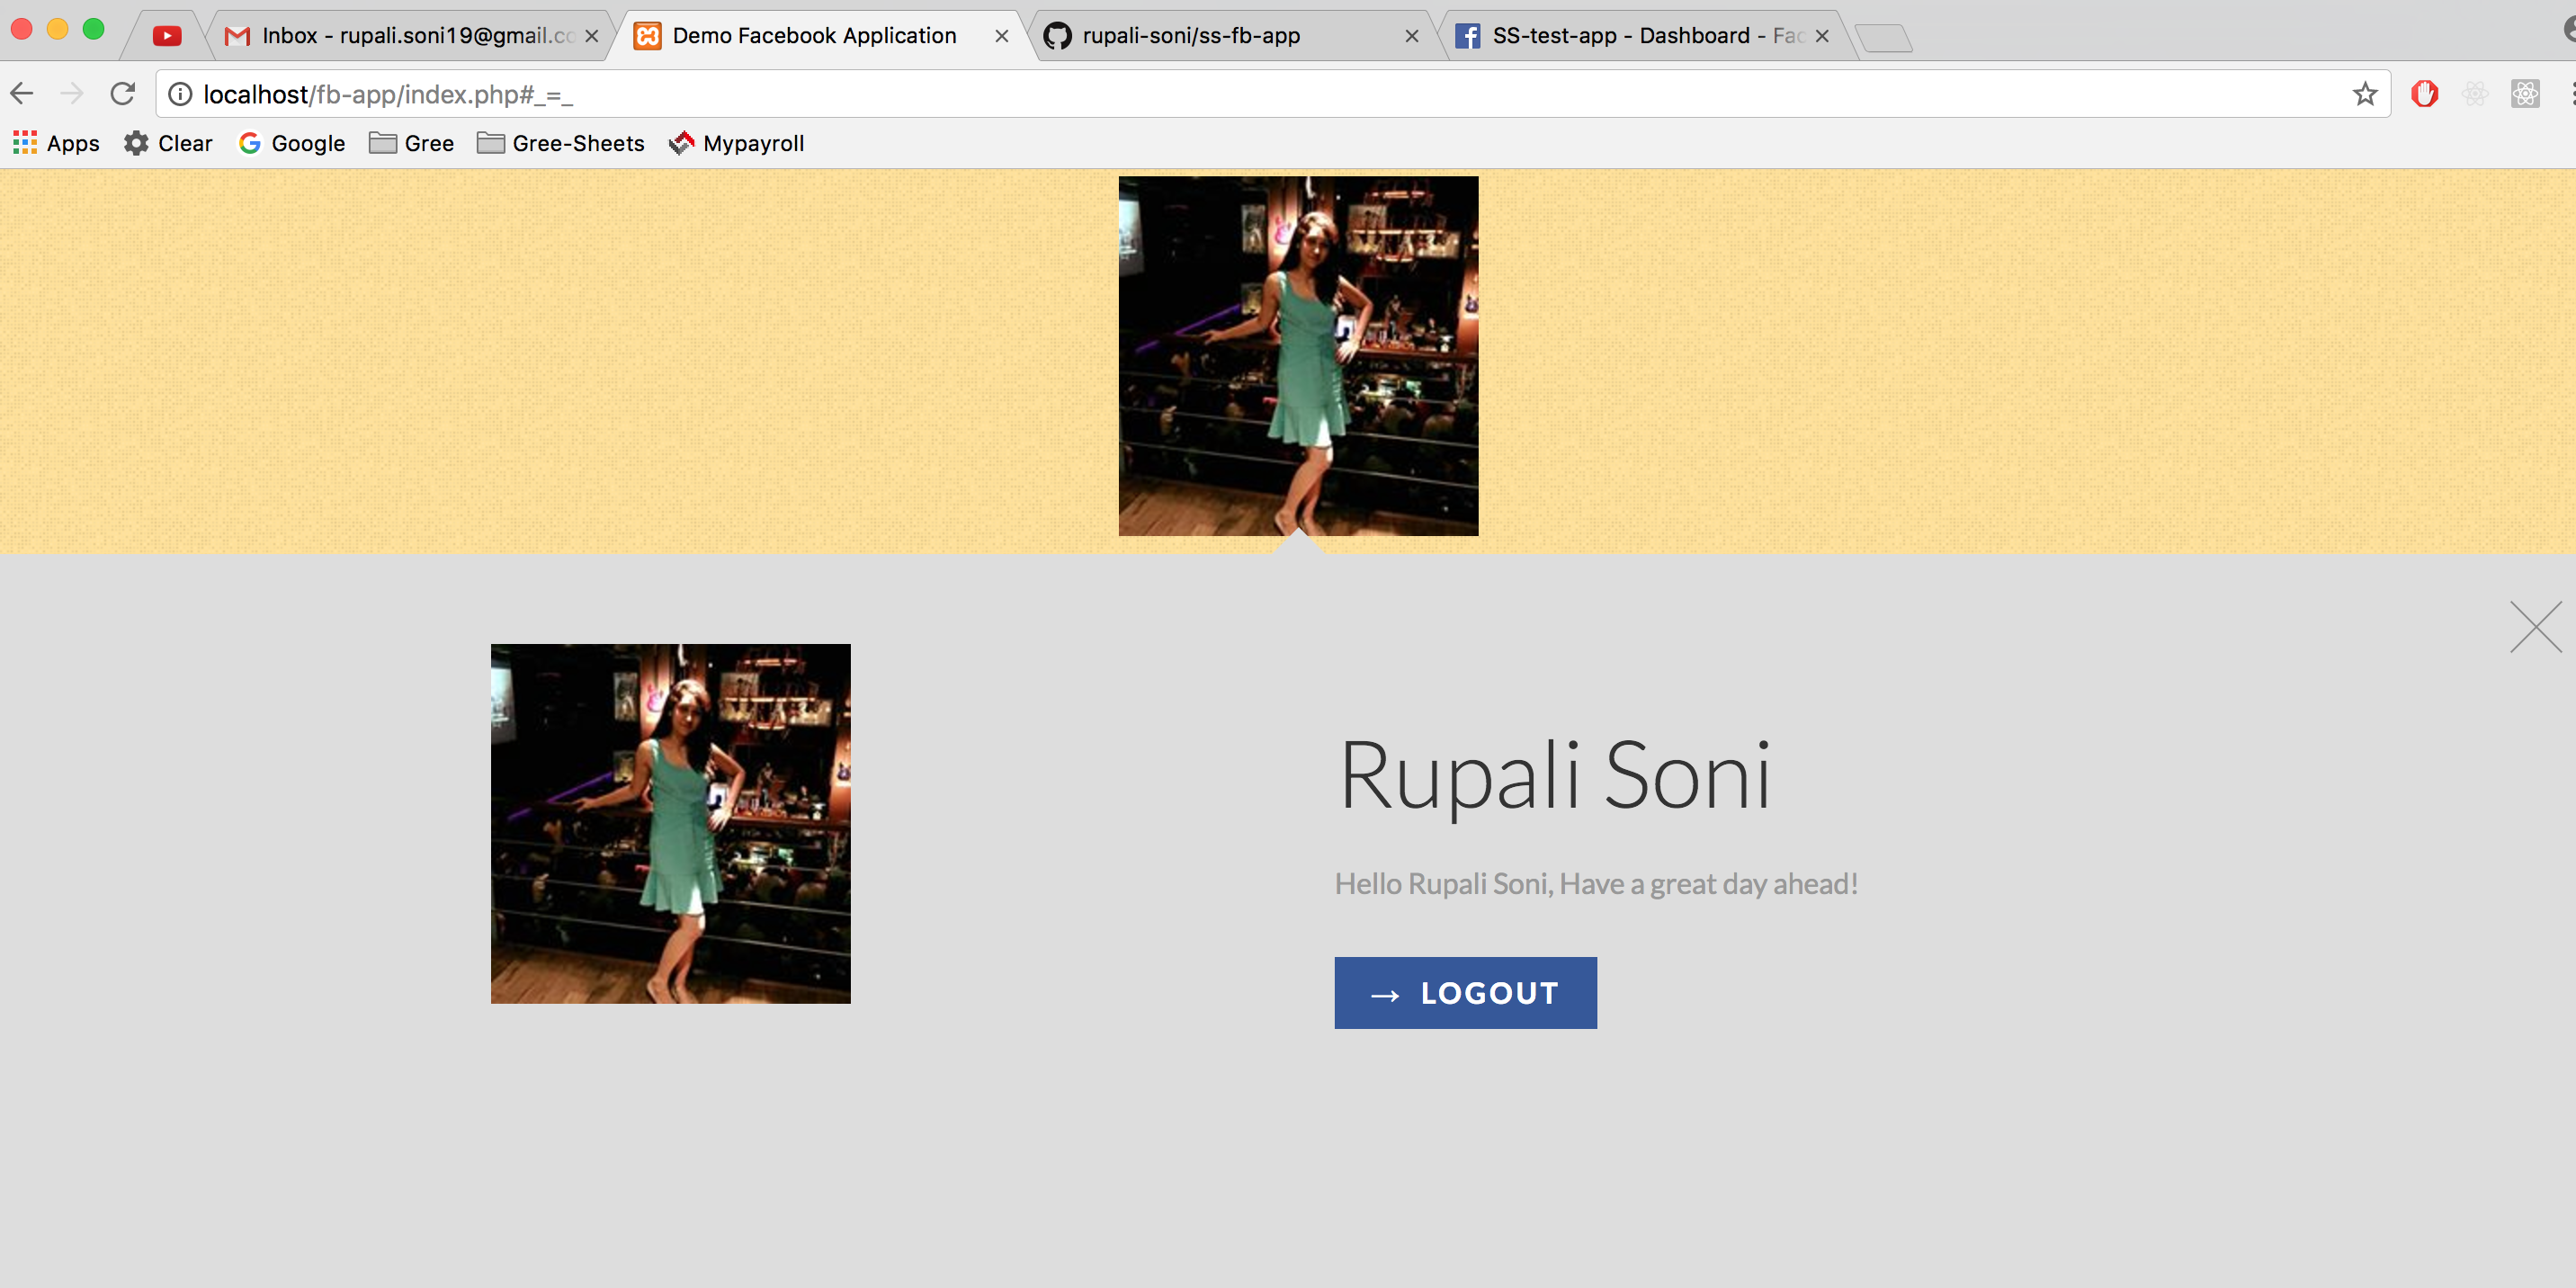 Inbox - rupali.soni19@gmail.co
Demo Facebook Application
rupali-soni/ss-fb-app
SS-test-app - Dashboard - Fac
localhost/fb-app/index.php#_=_
Apps
Clear
Google
Gree
Gree-Sheets
Mypayroll
Rupali Soni
Hello Rupali Soni, Have a great day ahead!
→ LOGOUT